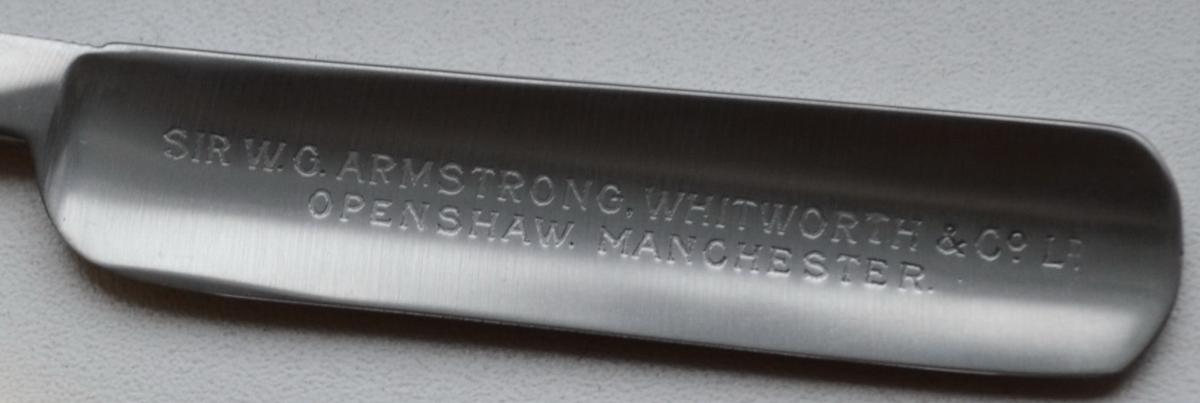 SIR W.G. ARMSTRONG, WHITWORTH & Cº Lᴰ
OPENSHAW. MANCHESTER.